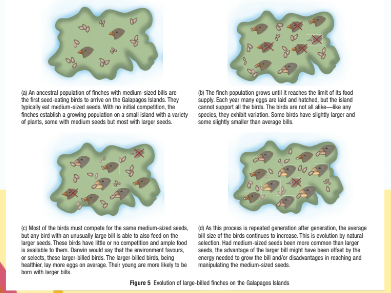 (a) An ancestral population of finches with medium-sized bills are
the first seed-eating birds to arrive on the Galapagos Islands. They
typically eat medium-sized seeds. With no initial competition, the
finches establish a growing population on a small island with a variety
of plants, some with medium seeds but most with larger seeds.
(b) The finch population grows until it reaches the limit of its food
supply. Each year many eggs are laid and hatched, but the island
cannot support all the birds. The birds are not all alike—like any
species, they exhibit variation. Some birds have slightly larger and
some slightly smaller than average bills.
(c) Most of the birds must compete for the same medium-sized seeds,
but any bird with an unusually large bill is able to also feed on the
larger seeds. These birds have little or no competition and ample food
is available to them. Darwin would say that the environment favours,
or selects, these larger-billed birds. The larger billed birds, being
healthier, lay more eggs on average. Their young are more likely to be
born with larger bills.
(d) As this process is repeated generation after generation, the average
bill size of the birds continues to increase. This is evolution by natural
selection. Had medium-sized seeds been more common than larger
seeds, the advantage of the larger bill might have been offset by the
energy needed to grow the bill and/or disadvantages in reaching and
manipulating the medium-sized seeds.
Figure 5 Evolution of large-billed finches on the Galapagos Islands